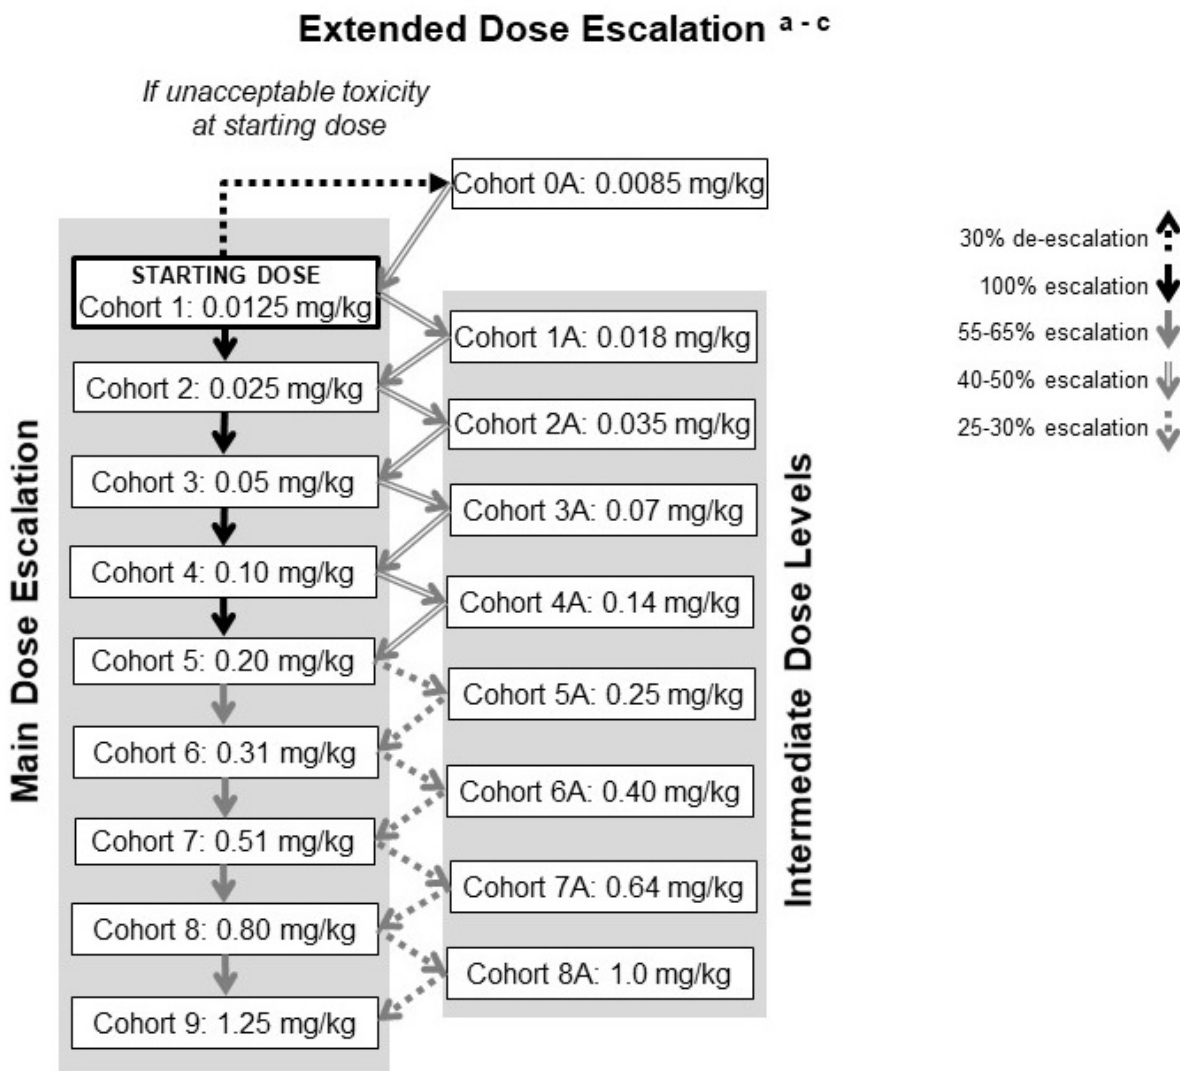 Extended Dose Escalation a - c
If unacceptable toxicity
at starting dose
Cohort 0A: 0.0085 mg/kg
30% de-escalation
100% escalation
55-65% escalation
40-50% escalation
25-30% escalation
Main Dose Escalation
STARTING DOSE
Cohort 1: 0.0125 mg/kg
Cohort 2: 0.025 mg/kg
Cohort 3: 0.05 mg/kg
Cohort 4: 0.10 mg/kg
Cohort 5: 0.20 mg/kg
Cohort 6: 0.31 mg/kg
Cohort 7: 0.51 mg/kg
Cohort 8: 0.80 mg/kg
Cohort 9: 1.25 mg/kg
Cohort 1A: 0.018 mg/kg
Cohort 2A: 0.035 mg/kg
Cohort 3A: 0.07 mg/kg
Cohort 4A: 0.14 mg/kg
Cohort 5A: 0.25 mg/kg
Cohort 6A: 0.40 mg/kg
Cohort 7A: 0.64 mg/kg
Cohort 8A: 1.0 mg/kg
Intermediate Dose Levels